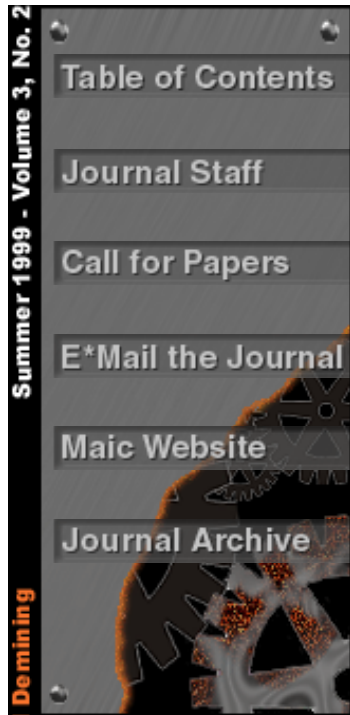 Summer 1999 - Volume 3, No. 2
Demining
Table of Contents
Journal Staff
Call for Papers
E*Mail the Journal
Maic Website
Journal Archive